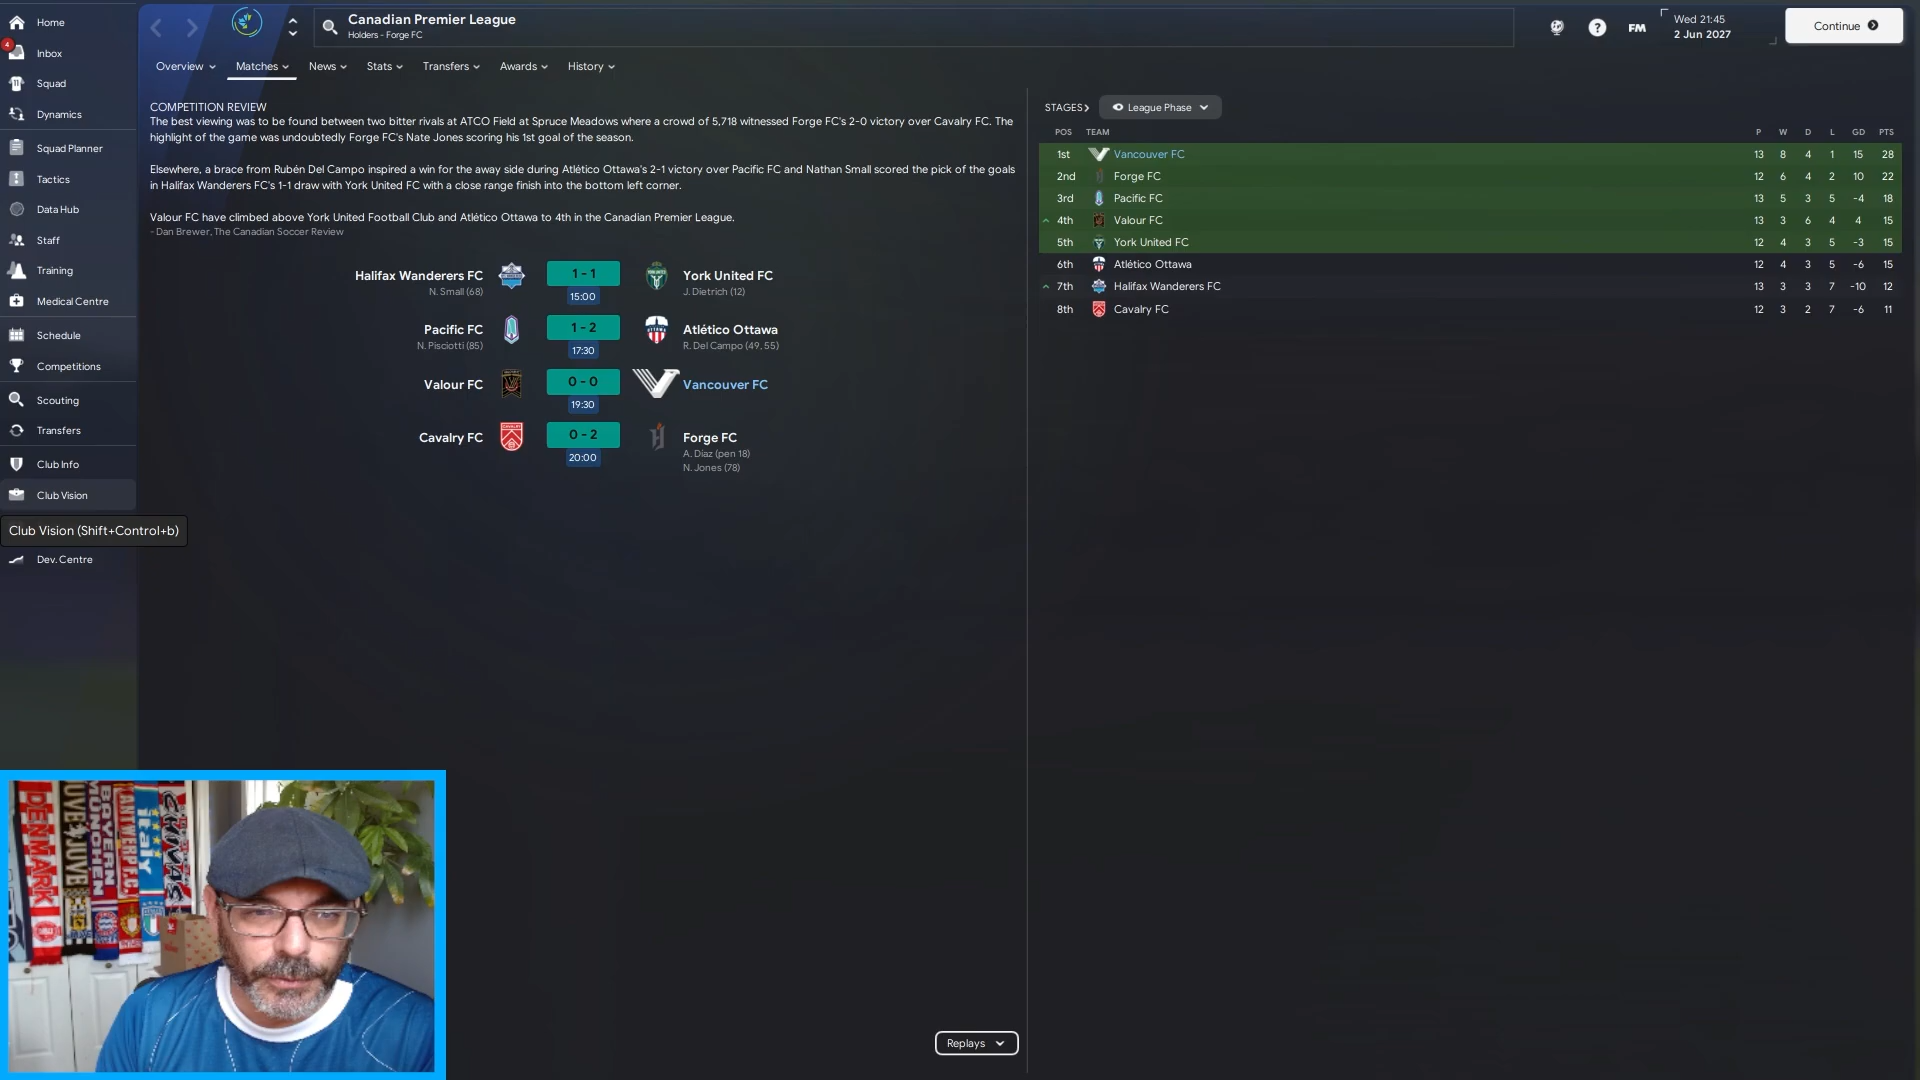 Home
4
Inbox
Squad
Dynamics
Squad Planner
Tactics
Data Hub
Staff
Training
Medical Centre
Schedule
Competitions
Scouting
Transfers
Club Info
Club Vision
Club Vision (Shift+Control+b)
Dev. Centre
Canadian Premier League
Holders - Forge FC
?
FM
Wed 21:45
2 Jun 2027
Continue
Overview
Matches
News
Stats
Transfers
Awards
History
COMPETITION REVIEW
The best viewing was to be found between two bitter rivals at ATCO Field at Spruce Meadows where a crowd of 5,718 witnessed Forge FC's 2-0 victory over Cavalry FC. The
highlight of the game was undoubtedly Forge FC's Nate Jones scoring his 1st goal of the season.
Elsewhere, a brace from Rubén Del Campo inspired a win for the away side during Atlético Ottawa's 2-1 victory over Pacific FC and Nathan Small scored the pick of the goals
in Halifax Wanderers FC's 1-1 draw with York United FC with a close range finish into the bottom left corner.
Valour FC have climbed above York United Football Club and Atlético Ottawa to 4th in the Canadian Premier League.
- Dan Brewer, The Canadian Soccer Review
Halifax Wanderers FC 1 - 1 York United FC
N. Small (68) 15:00 J. Dietrich (12)
Pacific FC 1 - 2 Atlético Ottawa
N. Pisciotti (85) 17:30 R. Del Campo (49, 55)
Valour FC 0 - 0 Vancouver FC
19:30
Cavalry FC 0 - 2 Forge FC
20:00 A. Díaz (pen 18)
N. Jones (78)
Replays
STAGES League Phase
POS TEAM P W D L GD PTS
1st Vancouver FC 13 8 4 1 15 28
2nd Forge FC 12 6 4 2 10 22
3rd Pacific FC 13 5 3 5 -4 18
4th Valour FC 13 3 6 4 4 15
5th York United FC 12 4 3 5 -3 15
6th Atlético Ottawa 12 4 3 5 -6 15
7th Halifax Wanderers FC 13 3 3 7 -10 12
8th Cavalry FC 12 3 2 7 -6 11
DENMARK
JUVE JUVE
BAYERN
MÜNCHEN
ANTWERP F.C.
italy
CHIVAS